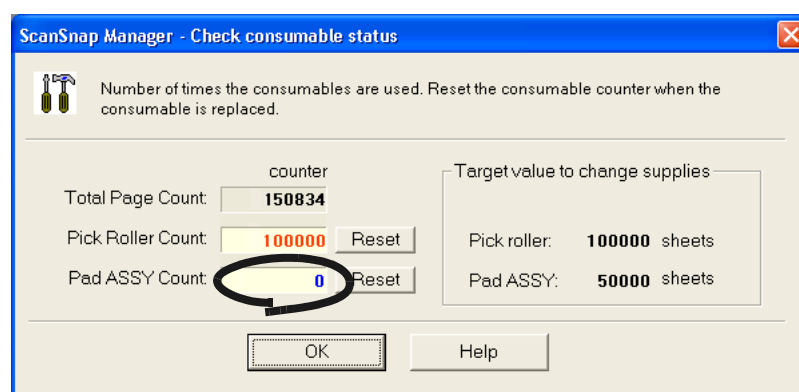 ScanSnap Manager - Check consumable status
Number of times the consumables are used. Reset the consumable counter when the
consumable is replaced.
counter
Total Page Count: 150834
Pick Roller Count: 100000 Reset
Pad ASSY Count: 0 Reset
Target value to change supplies
Pick roller: 100000 sheets
Pad ASSY: 50000 sheets
OK Help